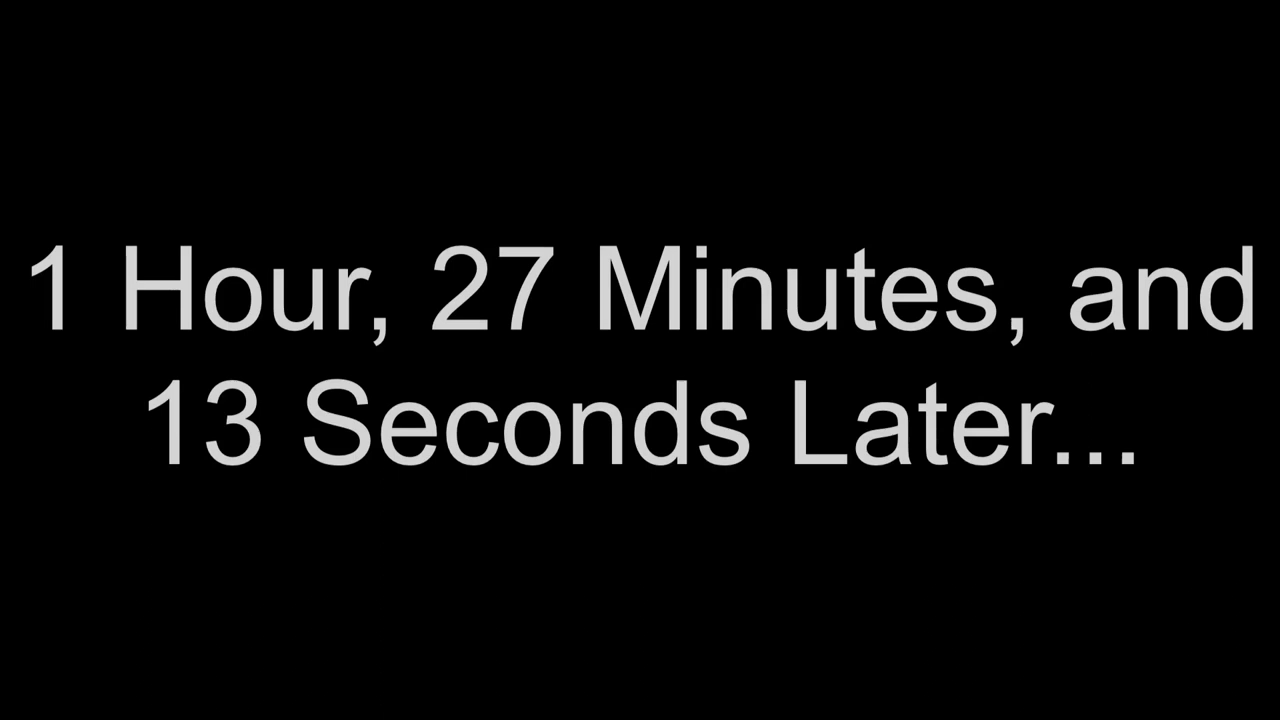 1 Hour, 27 Minutes, and
13 Seconds Later...